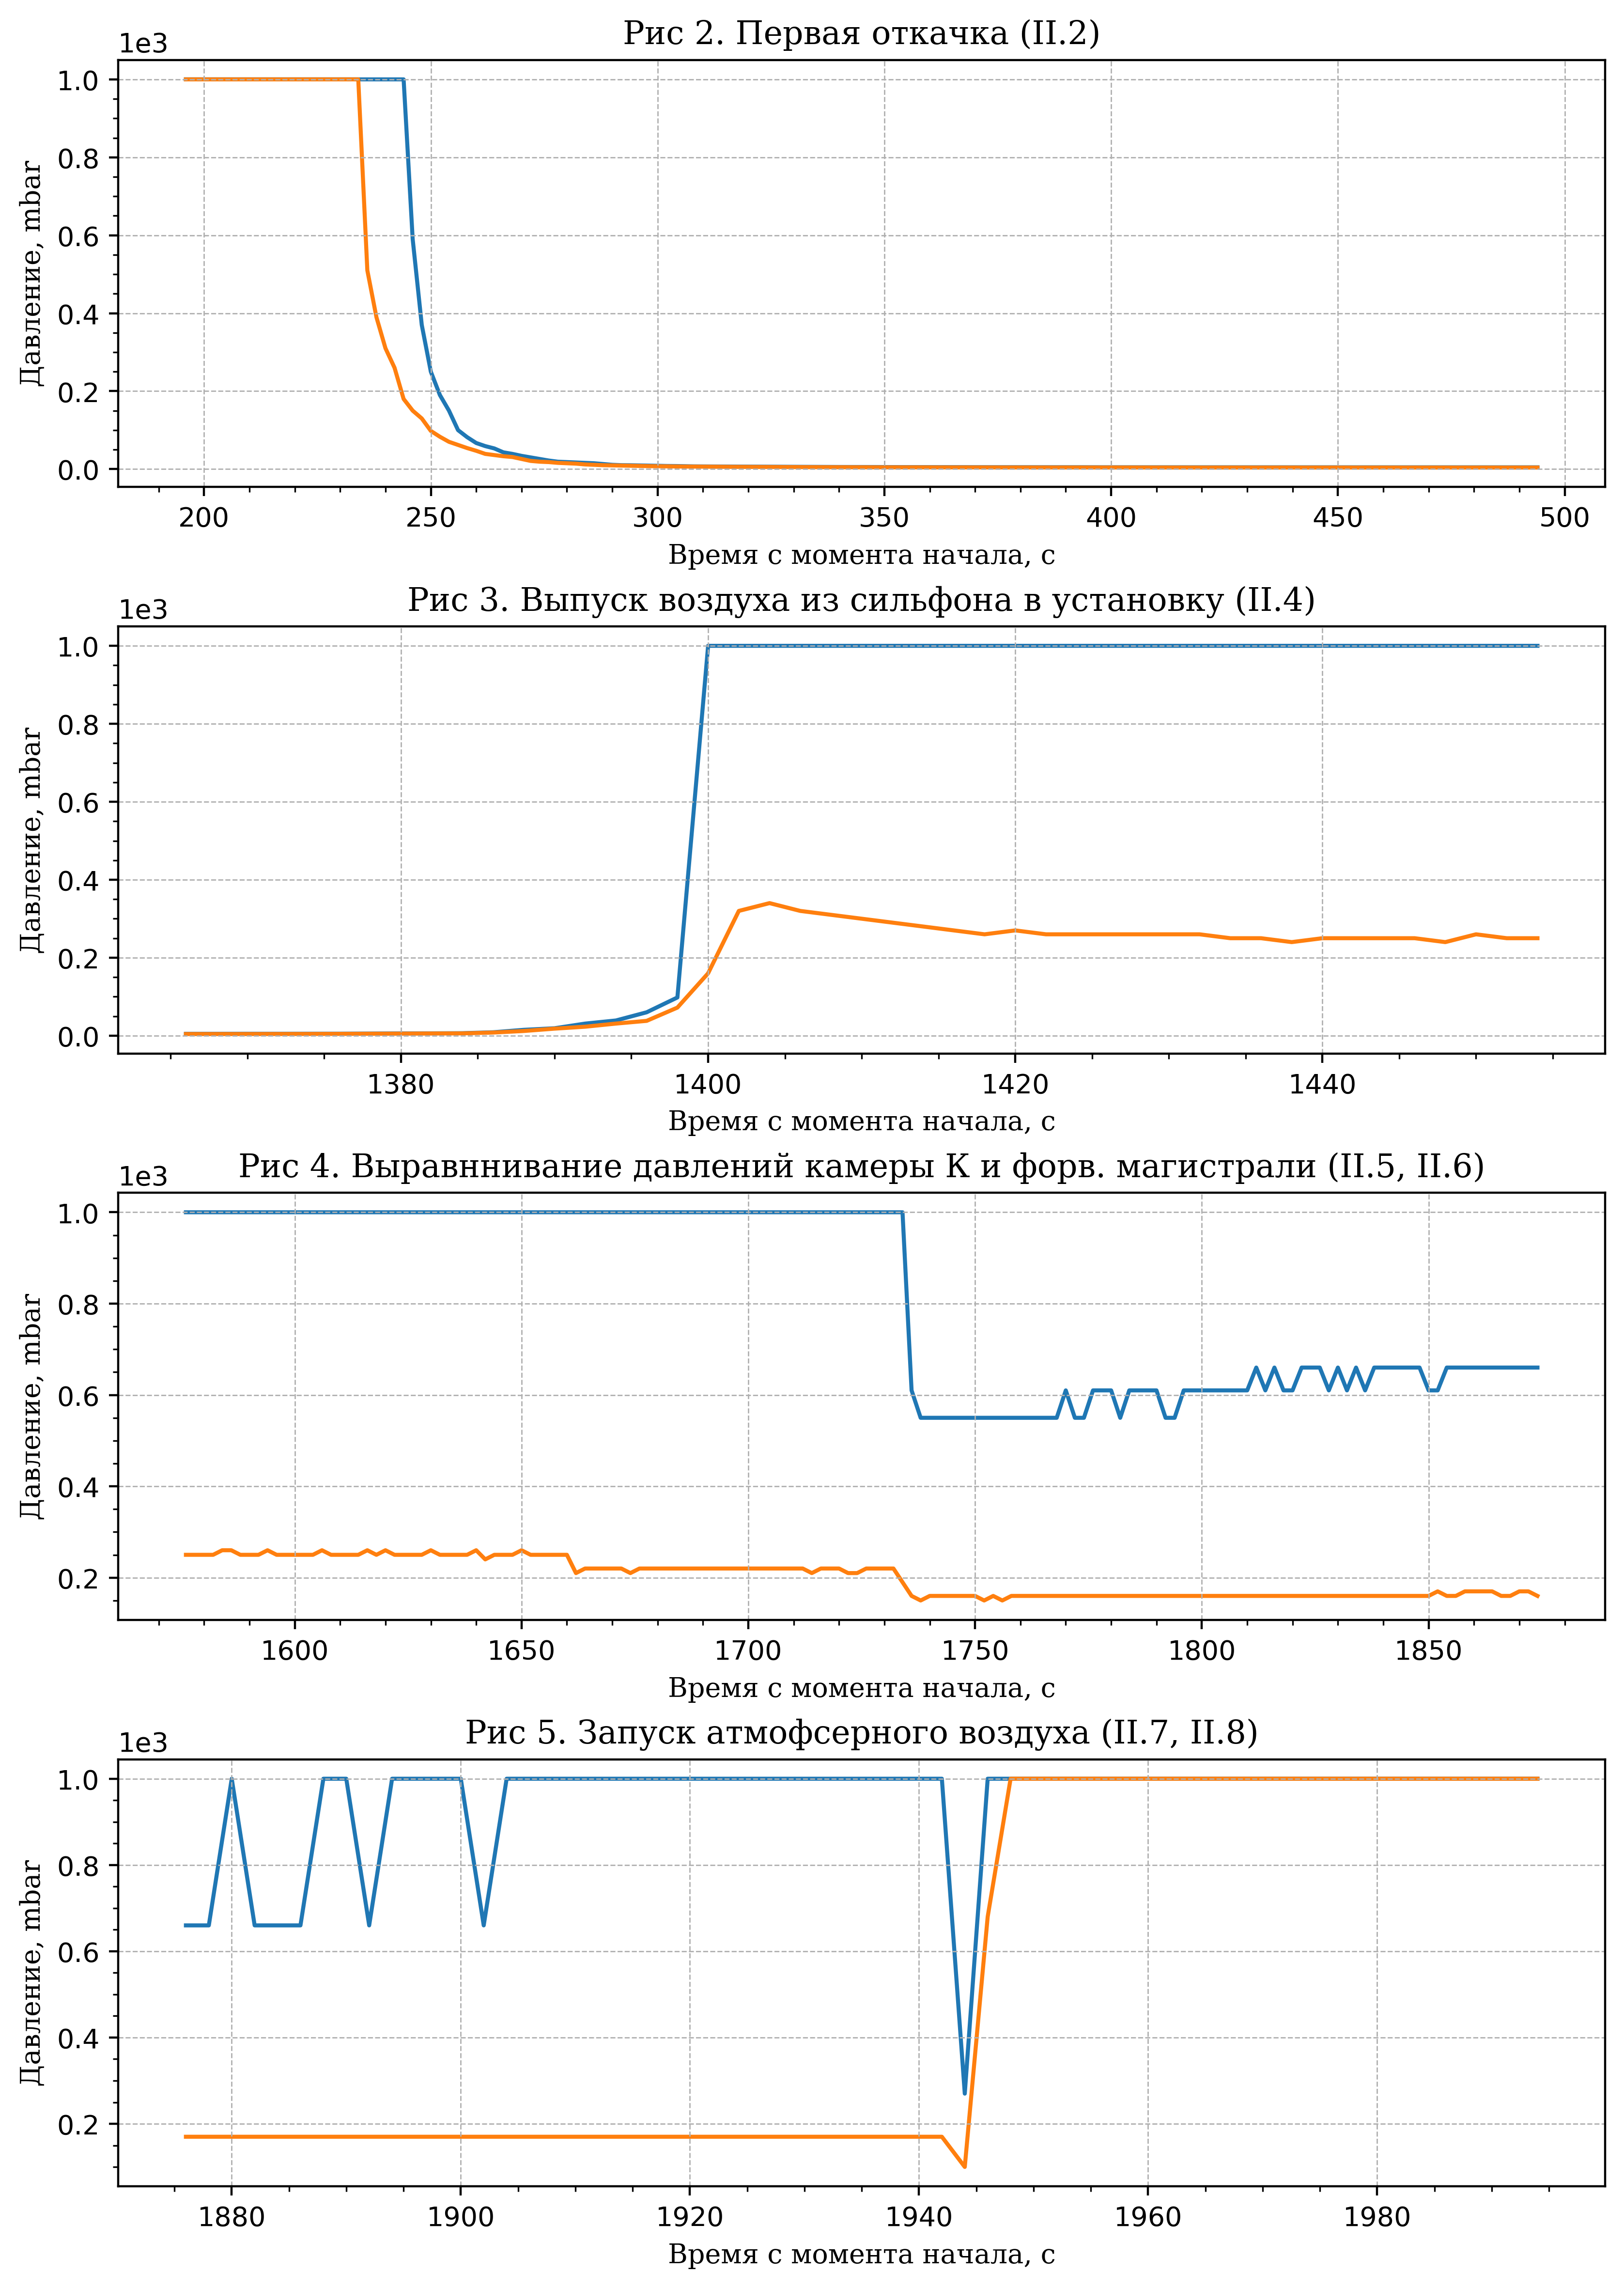 Рис 2. Первая откачка (II.2)
1e3
1.0
0.8
0.6
0.4
0.2
0.0
Давление, mbar
200 250 300 350 400 450 500
Время с момента начала, с
Рис 3. Выпуск воздуха из сильфона в установку (II.4)
1e3
1.0
0.8
0.6
0.4
0.2
0.0
Давление, mbar
1380 1400 1420 1440
Время с момента начала, с
Рис 4. Выравннивание давлений камеры К и форв. магистрали (II.5, II.6)
1e3
1.0
0.8
0.6
0.4
0.2
Давление, mbar
1600 1650 1700 1750 1800 1850
Время с момента начала, с
Рис 5. Запуск атмофсерного воздуха (II.7, II.8)
1e3
1.0
0.8
0.6
0.4
0.2
Давление, mbar
1880 1900 1920 1940 1960 1980
Время с момента начала, с